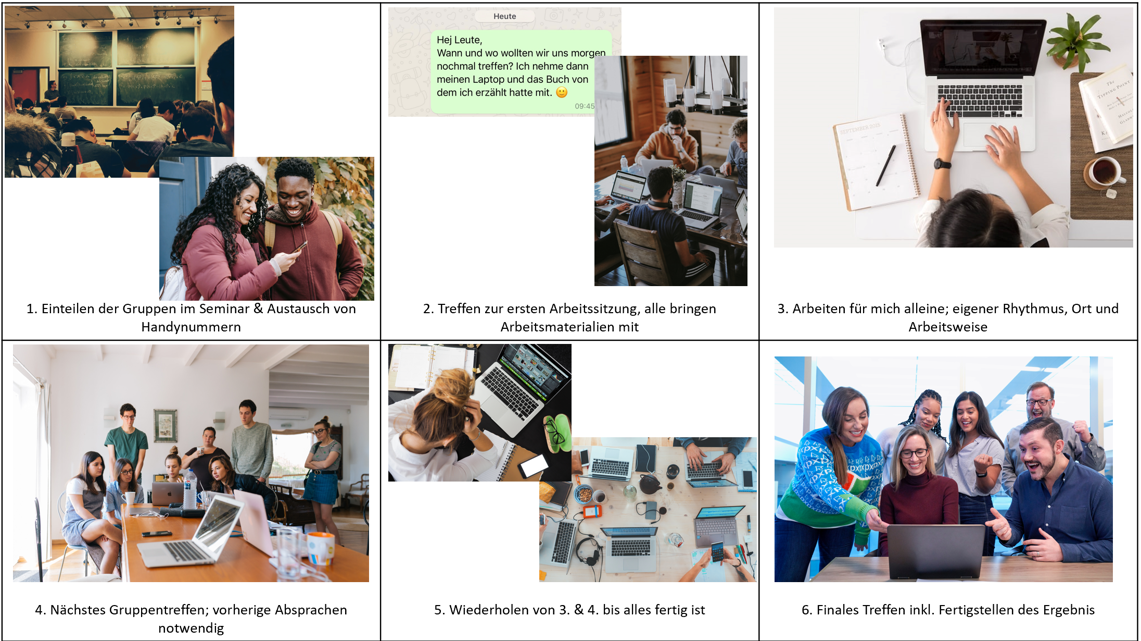 Heute
Hej Leute,
Wann und wo wollten wir uns morgen
nochmal treffen? Ich nehme dann
meinen Laptop und das Buch von
dem ich erzählt hatte mit. 🙂
09:45
1. Einteilen der Gruppen im Seminar & Austausch von
Handynummern
2. Treffen zur ersten Arbeitssitzung, alle bringen
Arbeitsmaterialien mit
3. Arbeiten für mich alleine; eigener Rhythmus, Ort und
Arbeitsweise
4. Nächstes Gruppentreffen; vorherige Absprachen
notwendig
5. Wiederholen von 3. & 4. bis alles fertig ist
6. Finales Treffen inkl. Fertigstellen des Ergebnis